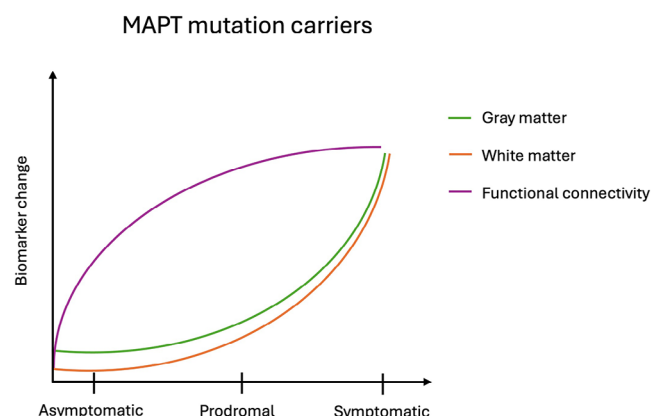 MAPT mutation carriers
Biomarker change
Gray matter
White matter
Functional connectivity
Asymptomatic
Prodromal
Symptomatic